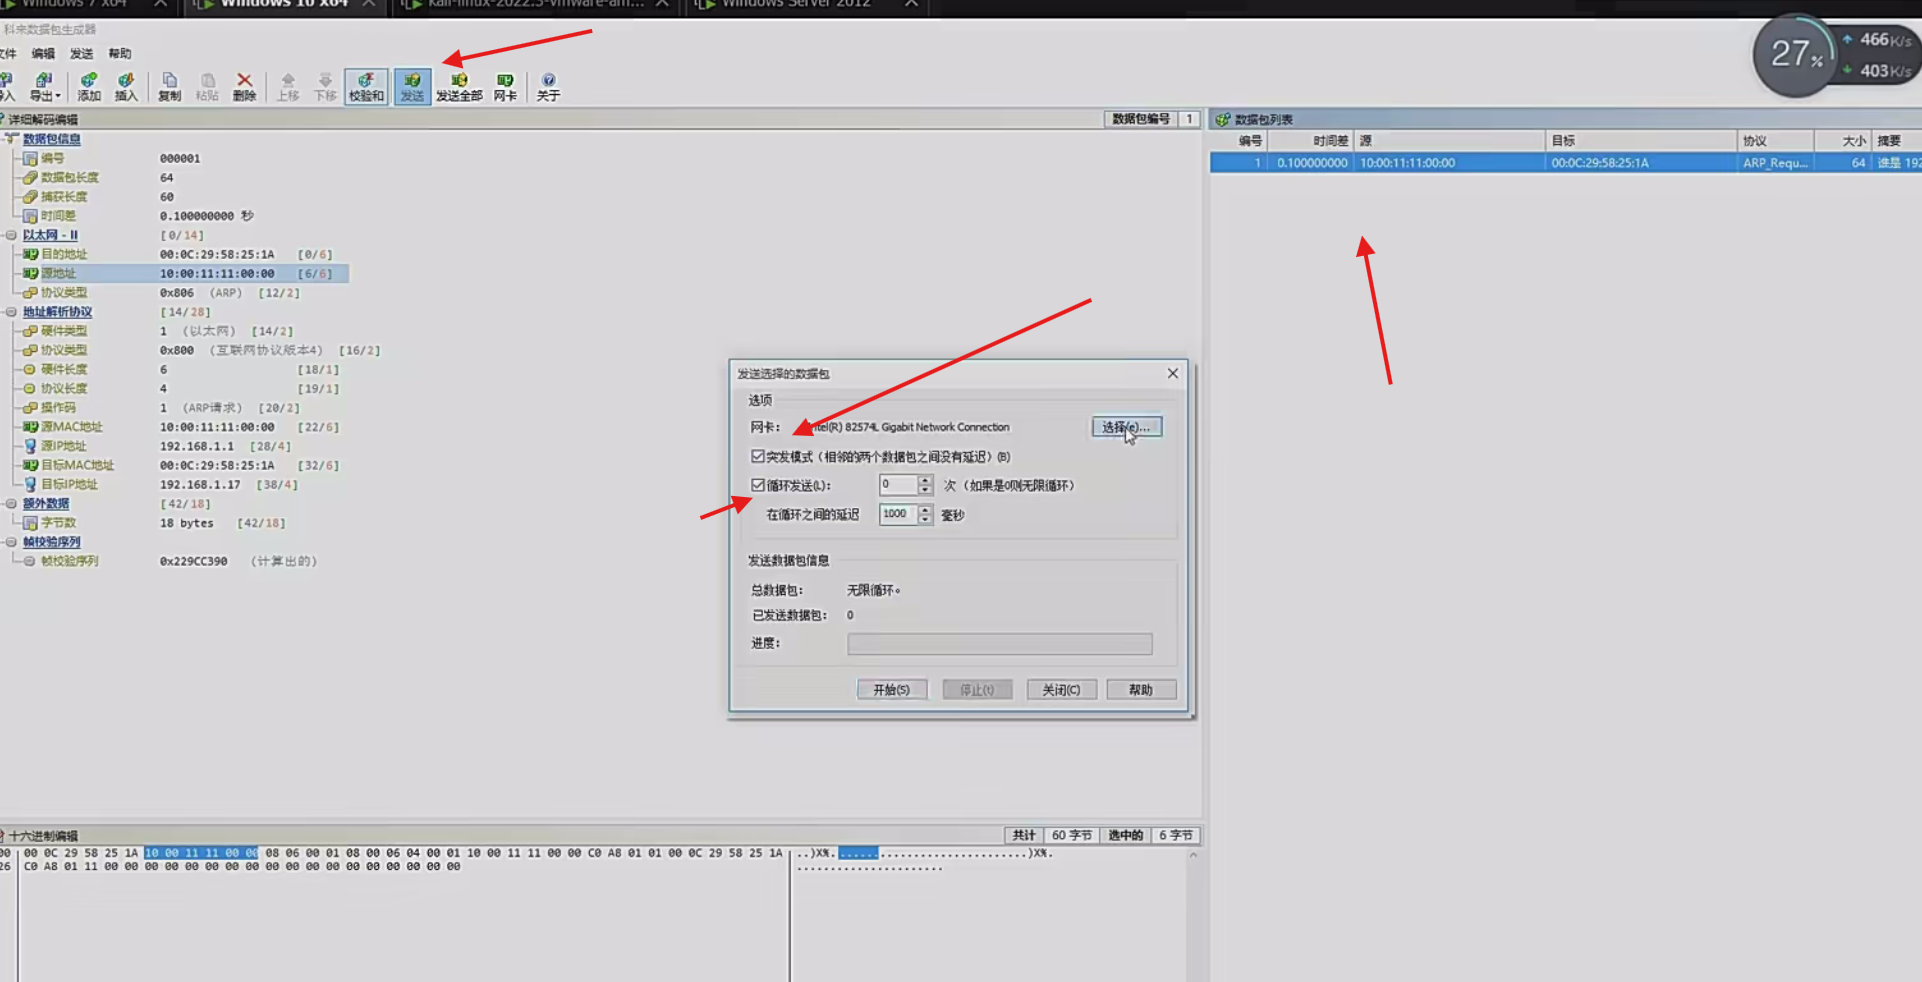 Windows 7 x64 Windows 10 x64 kali-linux-2022.3-vmware-am... Windows Server 2012
科来数据包生成器
文件 编辑 发送 帮助
导出 添加 插入 复制 粘贴 删除 上移 下移 校验和 发送 发送全部 网卡 关于
27% 466K/s
403K/s
详细解码编辑 数据包编号 1
数据包信息
编号 000001
数据包长度 64
捕获长度 60
时间差 0.100000000 秒
以太网 - II [0/14]
目的地址 00:0C:29:58:25:1A [0/6]
源地址 10:00:11:11:00:00 [6/6]
协议类型 0x806 (ARP) [12/2]
地址解析协议 [14/28]
硬件类型 1 (以太网) [14/2]
协议类型 0x800 (互联网协议版本4) [16/2]
硬件长度 6 [18/1]
协议长度 4 [19/1]
操作码 1 (ARP请求) [20/2]
源MAC地址 10:00:11:11:00:00 [22/6]
源IP地址 192.168.1.1 [28/4]
目标MAC地址 00:0C:29:58:25:1A [32/6]
目标IP地址 192.168.1.17 [38/4]
额外数据 [42/18]
字节数 18 bytes [42/18]
帧校验序列
帧校验序列 0x229CC390 (计算出的)
数据包列表
编号 时间差 源 目标 协议 大小 摘要
1 0.100000000 10:00:11:11:00:00 00:0C:29:58:25:1A ARP_Requ... 64 谁是 192
发送选择的数据包
选项
网卡: Intel(R) 82574L Gigabit Network Connection 选择(e)...
突发模式（相邻的两个数据包之间没有延迟）(B)
循环发送(L): 0 次（如果是0则无限循环）
在循环之间的延迟 1000 毫秒
发送数据包信息
总数据包: 无限循环。
已发送数据包: 0
进度:
开始(S) 停止(t) 关闭(C) 帮助
十六进制编辑 共计 60 字节 选中的 6 字节
00 00 0C 29 58 25 1A 10 00 11 11 00 00 08 06 00 01 08 00 06 04 00 01 10 00 11 11 00 00 C0 A8 01 01 00 0C 29 58 25 1A ..)X%...............................)X%.
26 C0 A8 01 11 00 00 00 00 00 00 00 00 00 00 00 00 00 00 00 00 00 00 ......................